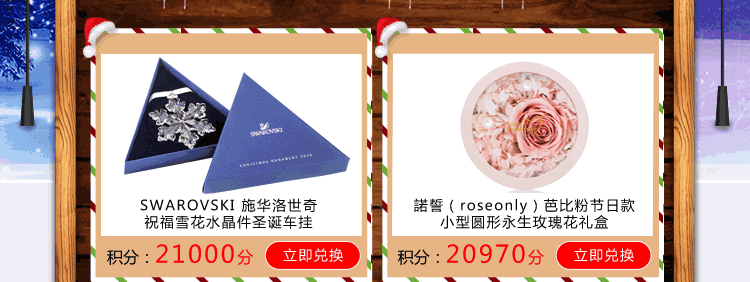 SWAROVSKI
CHRISTMAS ORNAMENT 2016
SWAROVSKI 施华洛世奇
祝福雪花水晶件圣诞车挂
积分：21000分
立即兑换
諾誓（roseonly）芭比粉节日款
小型圆形永生玫瑰花礼盒
积分：20970分
立即兑换